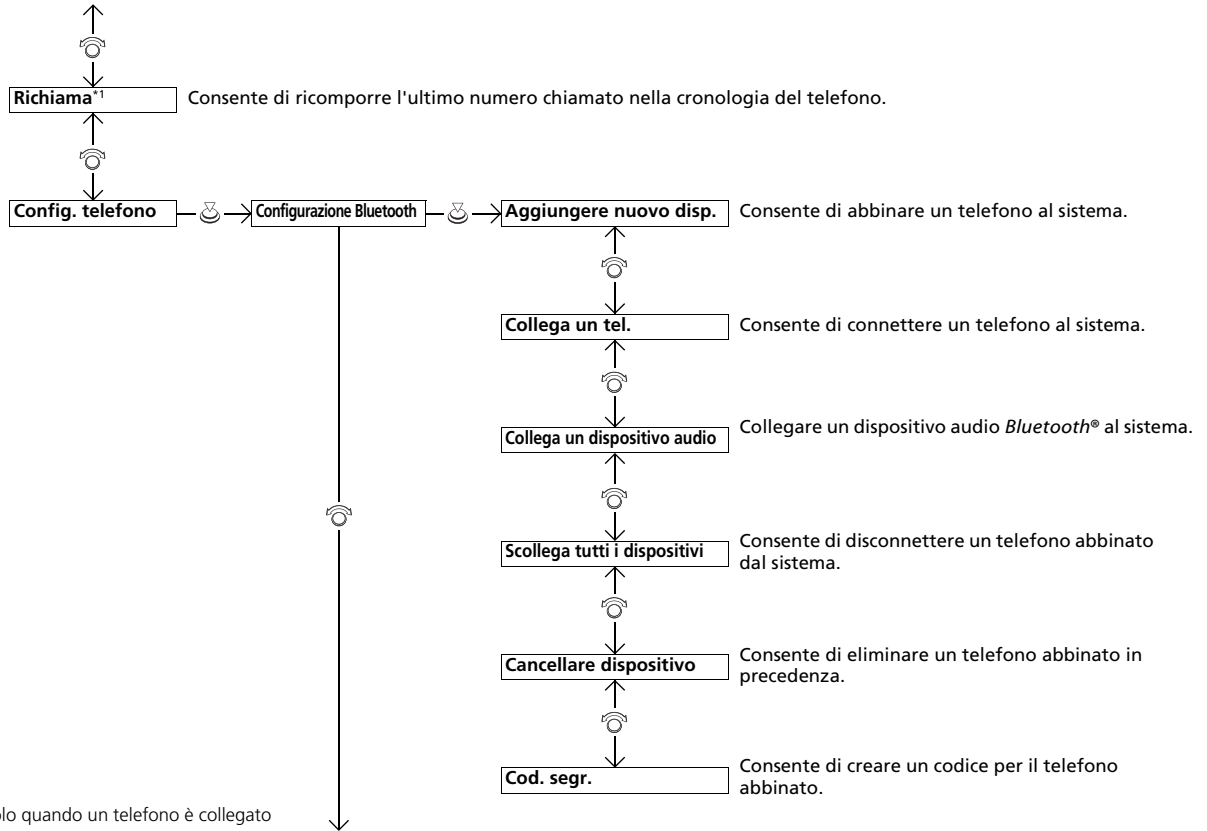 Richiama*1
Consente di ricomporre l'ultimo numero chiamato nella cronologia del telefono.
Config. telefono
Configurazione Bluetooth
Aggiungere nuovo disp.
Consente di abbinare un telefono al sistema.
Collega un tel.
Consente di connettere un telefono al sistema.
Collega un dispositivo audio
Collegare un dispositivo audio Bluetooth® al sistema.
Scollega tutti i dispositivi
Consente di disconnettere un telefono abbinato
dal sistema.
Cancellare dispositivo
Consente di eliminare un telefono abbinato in
precedenza.
Cod. segr.
Consente di creare un codice per il telefono
abbinato.
quando un telefono è collegato